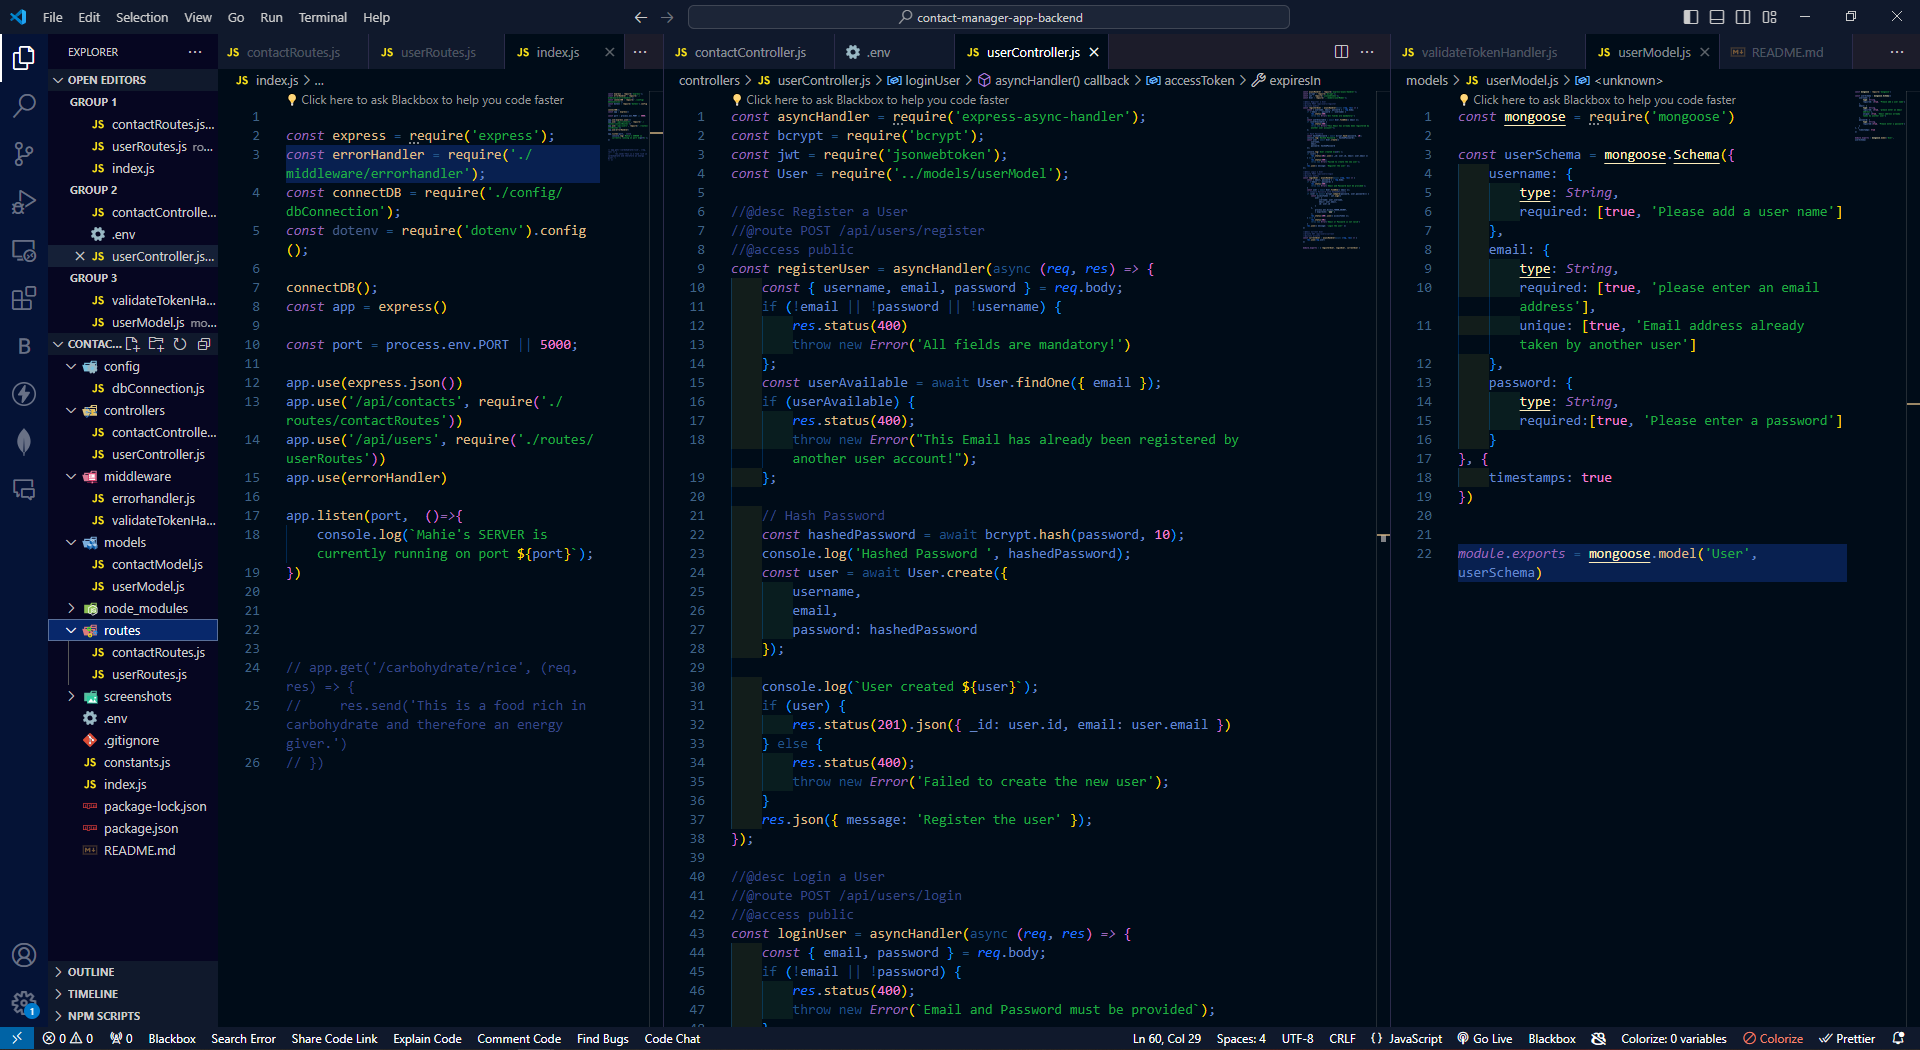 File Edit Selection View Go Run Terminal Help
contact-manager-app-backend
EXPLORER
OPEN EDITORS
GROUP 1
JS contactRoutes.js...
JS userRoutes.js ro...
JS index.js
GROUP 2
JS contactControlle...
.env
JS userController.js...
GROUP 3
JS validateTokenHa...
JS userModel.js mo...
CONTAC...
config
JS dbConnection.js
controllers
JS contactControlle...
JS userController.js
middleware
JS errorhandler.js
JS validateTokenHa...
models
JS contactModel.js
JS userModel.js
node_modules
routes
JS contactRoutes.js
JS userRoutes.js
screenshots
.env
.gitignore
JS constants.js
JS index.js
package-lock.json
package.json
README.md
OUTLINE
TIMELINE
NPM SCRIPTS
JS contactRoutes.js JS userRoutes.js JS index.js
JS index.js > ...
Click here to ask Blackbox to help you code faster
1
2 const express = require('express');
3 const errorHandler = require('./
middleware/errorhandler');
4 const connectDB = require('./config/
dbConnection');
5 const dotenv = require('dotenv').config
();
6
7 connectDB();
8 const app = express()
9
10 const port = process.env.PORT || 5000;
11
12 app.use(express.json())
13 app.use('/api/contacts', require('./
routes/contactRoutes'))
14 app.use('/api/users', require('./routes/
userRoutes'))
15 app.use(errorHandler)
16
17 app.listen(port,  ()=>{
18 console.log(`Mahie's SERVER is
currently running on port ${port}`);
19 })
20
21
22
23
24 // app.get('/carbohydrate/rice', (req,
res) => {
25 //     res.send('This is a food rich in
carbohydrate and therefore an energy
giver.')
26 // })
JS contactController.js .env JS userController.js
controllers > JS userController.js > loginUser > asyncHandler() callback > accessToken > expiresIn
Click here to ask Blackbox to help you code faster
1 const asyncHandler = require('express-async-handler');
2 const bcrypt = require('bcrypt');
3 const jwt = require('jsonwebtoken');
4 const User = require('../models/userModel');
5
6 //@desc Register a User
7 //@route POST /api/users/register
8 //@access public
9 const registerUser = asyncHandler(async (req, res) => {
10 const { username, email, password } = req.body;
11 if (!email || !password || !username) {
12 res.status(400)
13 throw new Error('All fields are mandatory!')
14 };
15 const userAvailable = await User.findOne({ email });
16 if (userAvailable) {
17 res.status(400);
18 throw new Error("This Email has already been registered by
another user account!");
19 };
20
21 // Hash Password
22 const hashedPassword = await bcrypt.hash(password, 10);
23 console.log('Hashed Password ', hashedPassword);
24 const user = await User.create({
25 username,
26 email,
27 password: hashedPassword
28 });
29
30 console.log(`User created ${user}`);
31 if (user) {
32 res.status(201).json({ _id: user.id, email: user.email })
33 } else {
34 res.status(400);
35 throw new Error('Failed to create the new user');
36 }
37 res.json({ message: 'Register the user' });
38 });
39
40 //@desc Login a User
41 //@route POST /api/users/login
42 //@access public
43 const loginUser = asyncHandler(async (req, res) => {
44 const { email, password } = req.body;
45 if (!email || !password) {
46 res.status(400);
47 throw new Error(`Email and Password must be provided`);
JS validateTokenHandler.js JS userModel.js README.md
models > JS userModel.js > <unknown>
Click here to ask Blackbox to help you code faster
1 const mongoose = require('mongoose')
2
3 const userSchema = mongoose.Schema({
4 username: {
5 type: String,
6 required: [true, 'Please add a user name']
7 },
8 email: {
9 type: String,
10 required: [true, 'please enter an email
address'],
11 unique: [true, 'Email address already
taken by another user']
12 },
13 password: {
14 type: String,
15 required:[true, 'Please enter a password']
16 }
17 }, {
18 timestamps: true
19 })
20
21
22 module.exports = mongoose.model('User',
userSchema)
1
0 0 0 Blackbox Search Error Share Code Link Explain Code Comment Code Find Bugs Code Chat Ln 60, Col 29 Spaces: 4 UTF-8 CRLF {} JavaScript Go Live Blackbox Colorize: 0 variables Colorize Prettier